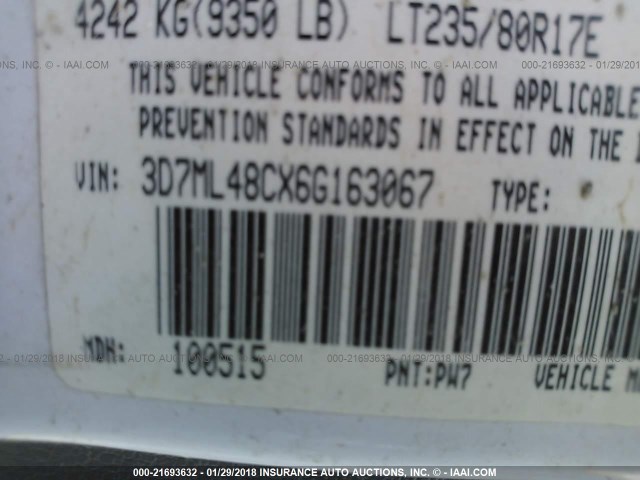 4242 KG(9350 LB) LT235/80R17E
THIS VEHICLE CONFORMS TO ALL APPLICABLE
PREVENTION STANDARDS IN EFFECT ON THE
VIN: 3D7ML48CX6G163067 TYPE:
MDH: 100515 PNT:PW7 VEHICLE M
000-21693632 - 01/29/2018 INSURANCE AUTO AUCTIONS - © - IAAI.COM